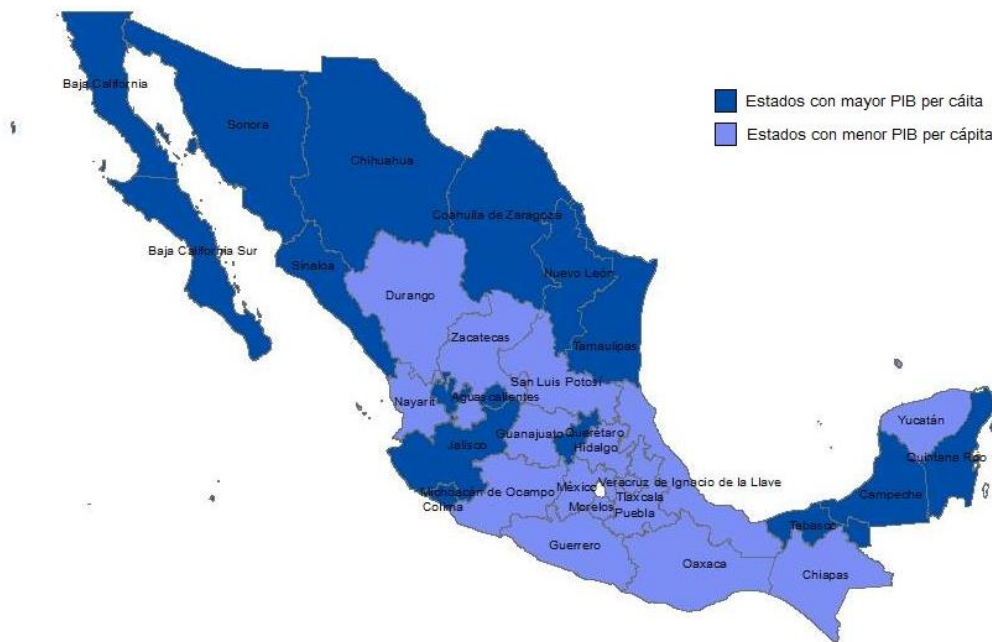 Baja California
Sonora
Estados con mayor PIB per cáita
Estados con menor PIB per cápita
Chihuahua
Coahuila de Zaragoza
Baja California Sur
Sinaloa
Nuevo León
Durango
Zacatecas
Tamaulipas
San Luis Potosí
Nayarit
Aguascalientes
Yucatán
Guanajuato
Querétaro
Jalisco
Hidalgo
Quintana Roo
Michoacán de Ocampo
México
Veracruz de Ignacio de la Llave
Campeche
Colima
Tlaxcala
Morelos
Puebla
Tabasco
Guerrero
Oaxaca
Chiapas